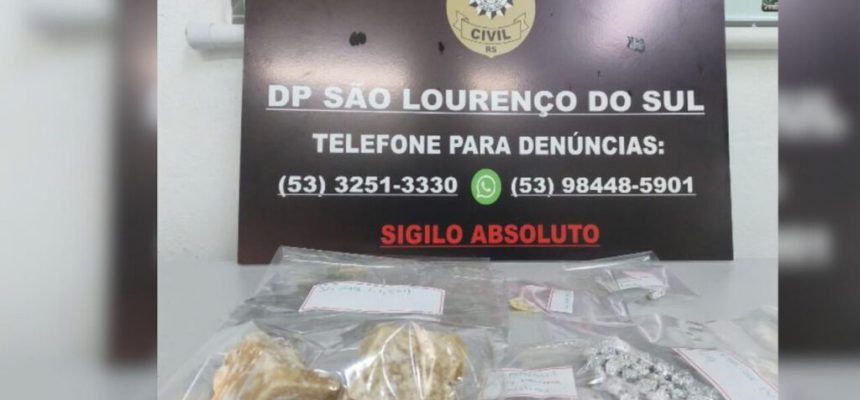 CIVIL
RS
DP SÃO LOURENÇO DO SUL
TELEFONE PARA DENÚNCIAS:
(53) 3251-3330 (53) 98448-5901
SIGILO ABSOLUTO